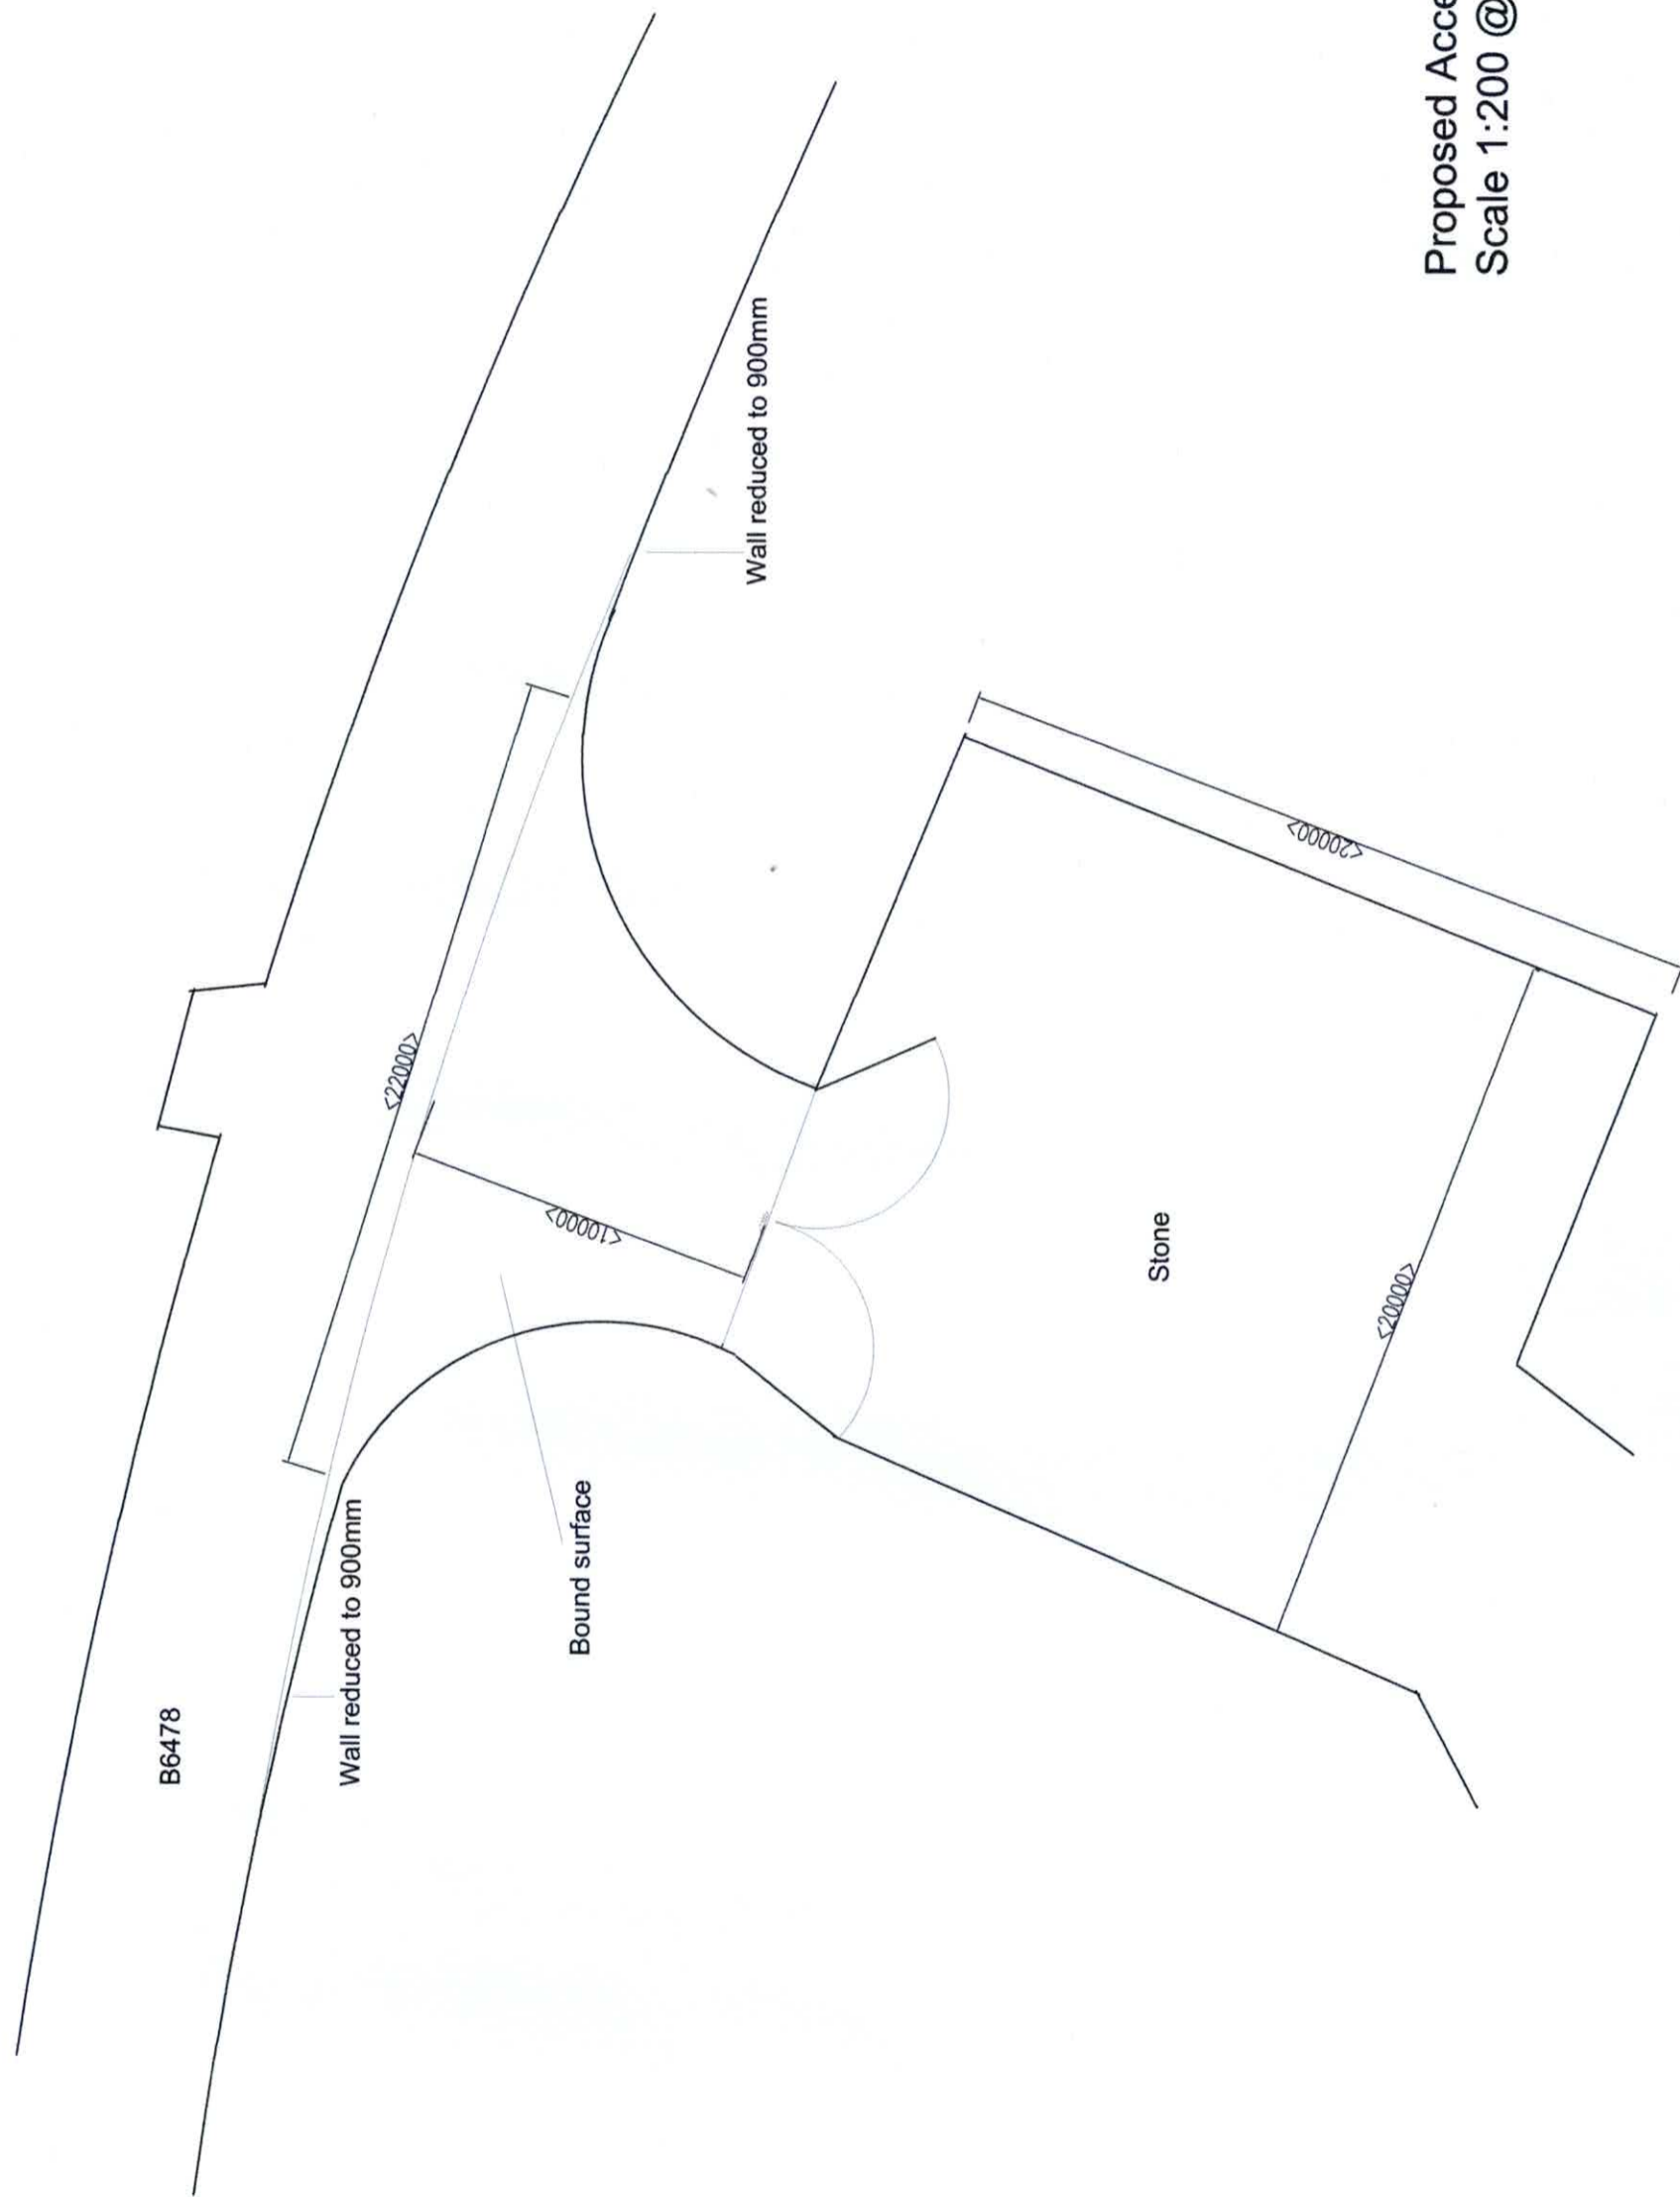 B6478
Wall reduced to 900mm
<22000>
Bound surface
<10000>
Wall reduced to 900mm
Stone
<20000>
<20000>
Proposed Acce
Scale 1:200 @